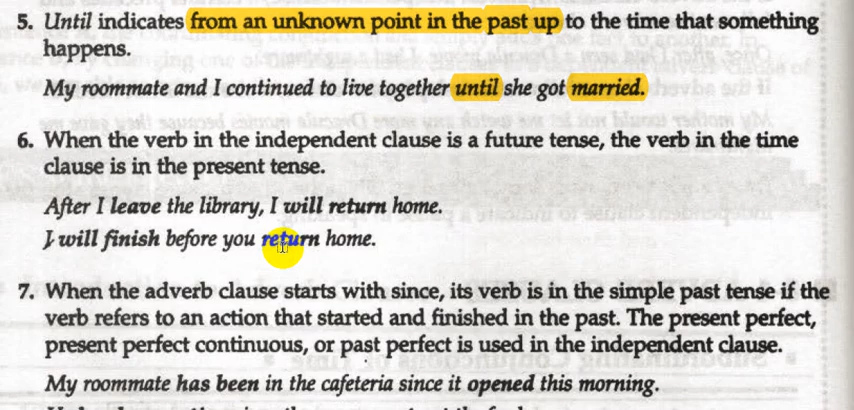 5. Until indicates from an unknown point in the past up to the time that something
happens.
My roommate and I continued to live together until she got married.
6. When the verb in the independent clause is a future tense, the verb in the time
clause is in the present tense.
After I leave the library, I will return home.
I will finish before you return home.
7. When the adverb clause starts with since, its verb is in the simple past tense if the
verb refers to an action that started and finished in the past. The present perfect,
present perfect continuous, or past perfect is used in the independent clause.
My roommate has been in the cafeteria since it opened this morning.